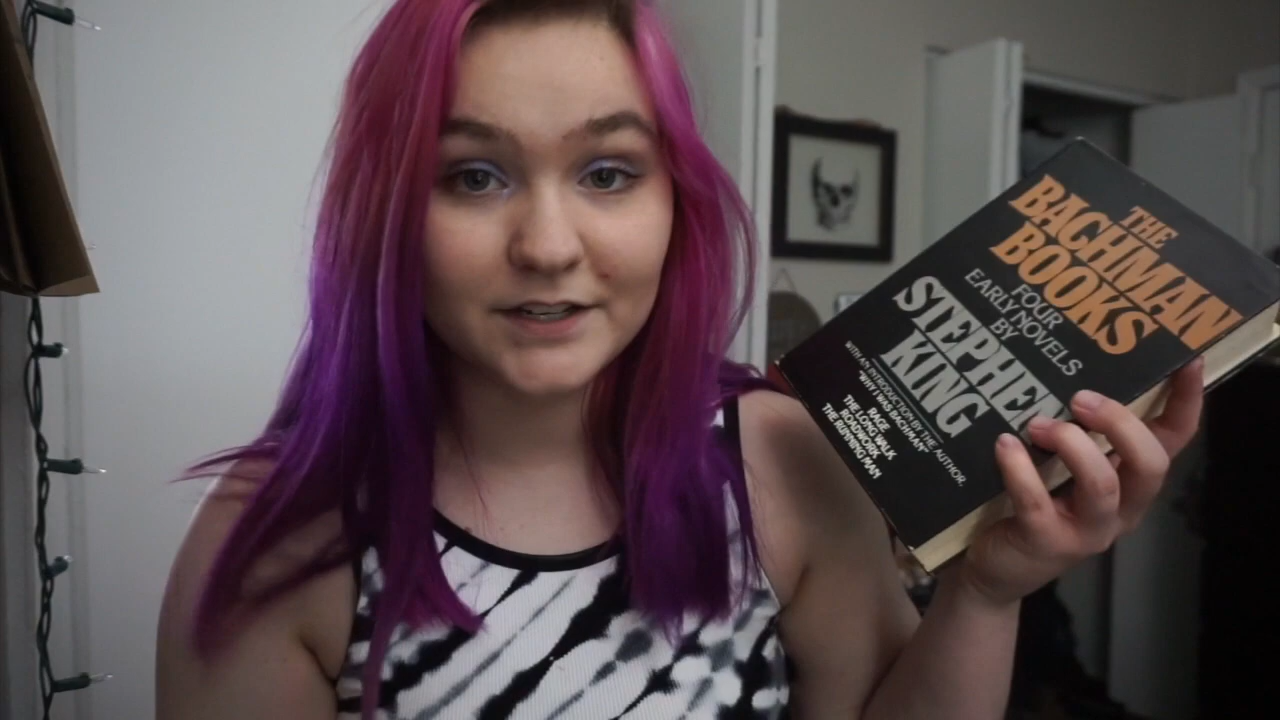 THE
BACHMAN
BOOKS
FOUR
EARLY NOVELS
BY
STEPHEN
KING
WITH AN INTRODUCTION BY THE AUTHOR,
"WHY I WAS BACHMAN"
RAGE
THE LONG WALK
ROADWORK
THE RUNNING MAN